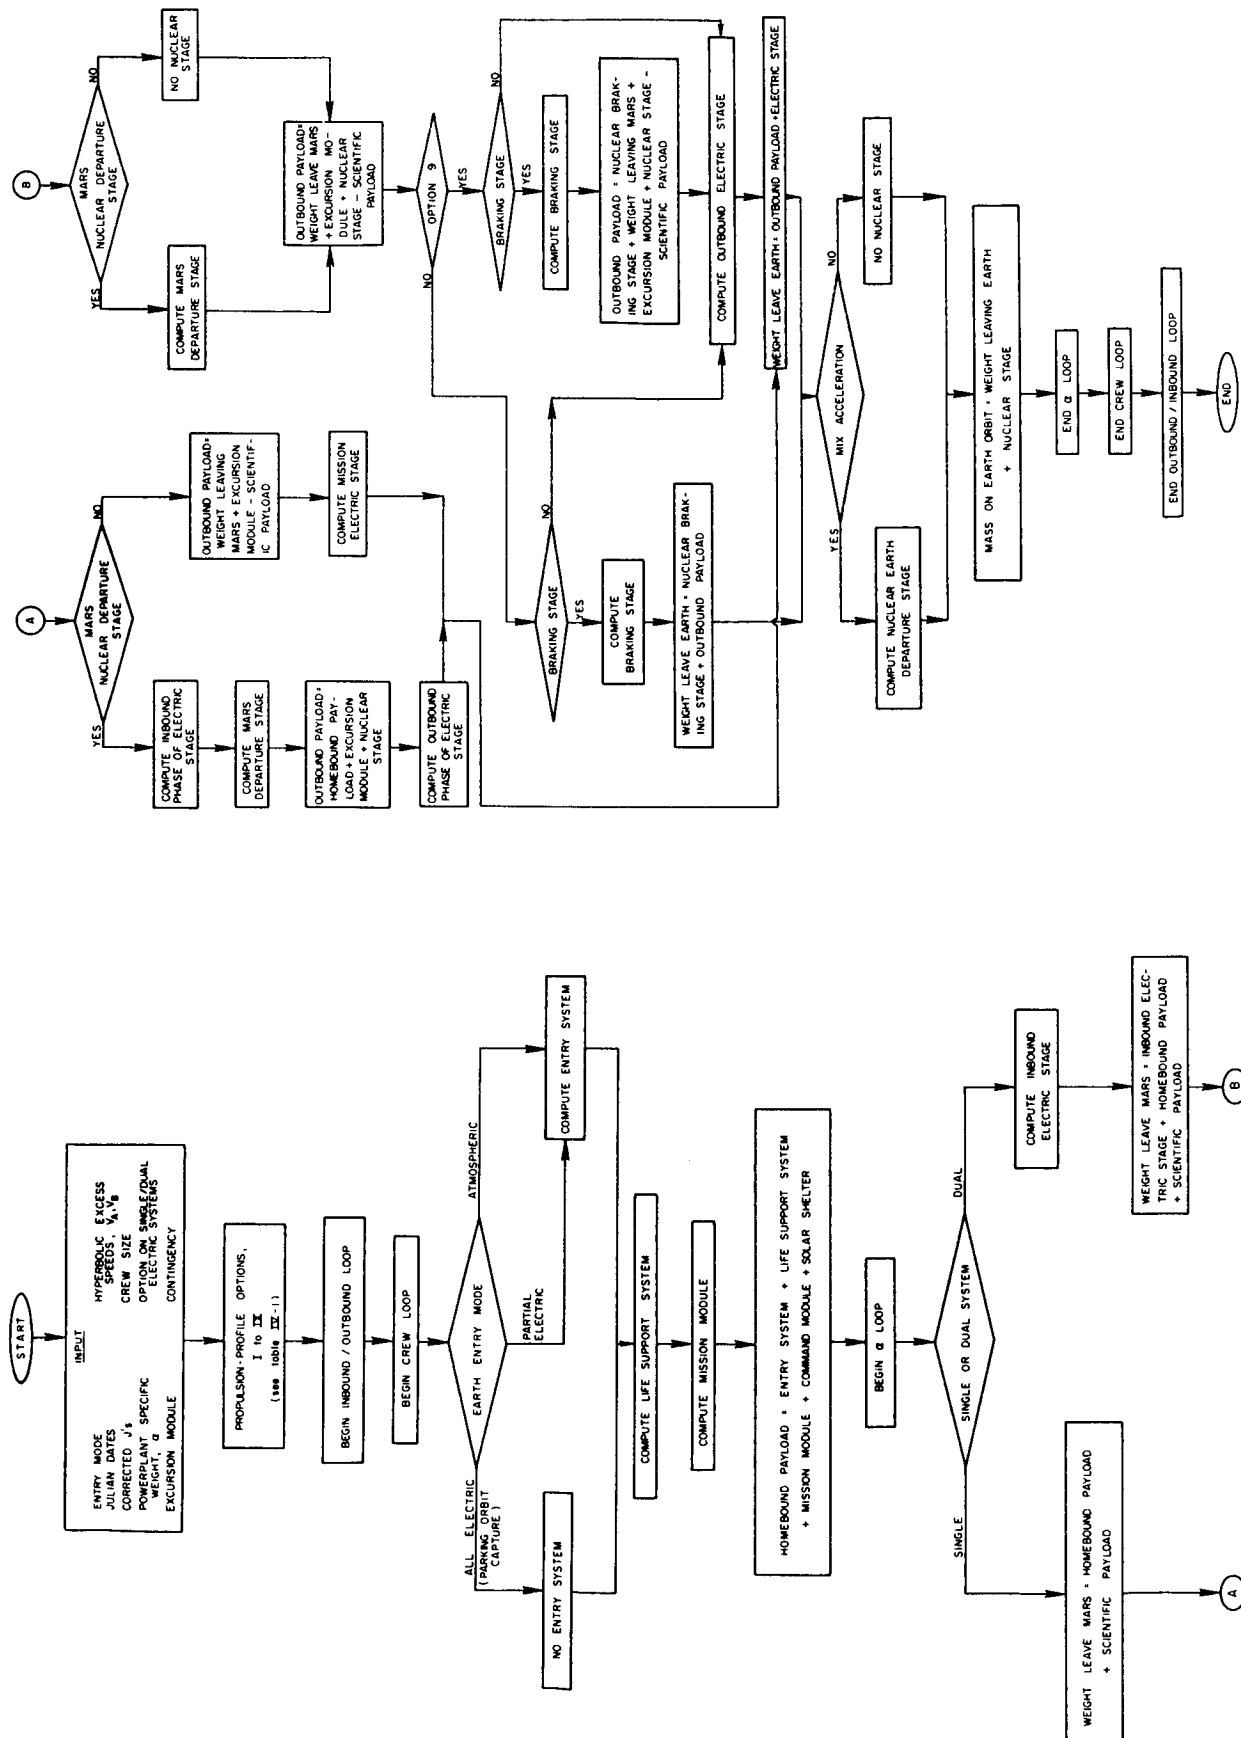 START
INPUT
ENTRY MODE
JULIAN DATES
CORRECTED J's
POWERPLANT SPECIFIC
WEIGHT, α
EXCURSION MODULE
HYPERBOLIC EXCESS
SPEEDS, VA, VB
CREW SIZE
OPTION ON SINGLE/DUAL
ELECTRIC SYSTEMS
CONTINGENCY
PROPULSION-PROFILE OPTIONS,
I to IX
(see table IV-1)
BEGIN INBOUND / OUTBOUND LOOP
BEGIN CREW LOOP
EARTH ENTRY MODE
ALL ELECTRIC
(PARKING ORBIT
CAPTURE)
PARTIAL
ELECTRIC
ATMOSPHERIC
NO ENTRY SYSTEM
COMPUTE ENTRY SYSTEM
COMPUTE LIFE SUPPORT SYSTEM
COMPUTE MISSION MODULE
HOMEBOUND PAYLOAD = ENTRY SYSTEM + LIFE SUPPORT SYSTEM
+ MISSION MODULE + COMMAND MODULE + SOLAR SHELTER
BEGIN α LOOP
SINGLE OR DUAL SYSTEM
SINGLE
DUAL
WEIGHT LEAVE MARS = HOMEBOUND PAYLOAD
+ SCIENTIFIC PAYLOAD
A
COMPUTE INBOUND
ELECTRIC STAGE
WEIGHT LEAVE MARS = INBOUND ELEC-
TRIC STAGE + HOMEBOUND PAYLOAD
+ SCIENTIFIC PAYLOAD
B
A
MARS
NUCLEAR DEPARTURE
STAGE
YES
NO
COMPUTE INBOUND
PHASE OF ELECTRIC
STAGE
COMPUTE MARS
DEPARTURE STAGE
OUTBOUND PAYLOAD=
HOMEBOUND PAY-
LOAD + EXCURSION
MODULE + NUCLEAR
STAGE
COMPUTE OUTBOUND
PHASE OF ELECTRIC
STAGE
OUTBOUND PAYLOAD=
WEIGHT LEAVING
MARS + EXCURSION
MODULE - SCIENTIF-
IC PAYLOAD
COMPUTE MISSION
ELECTRIC STAGE
B
MARS
NUCLEAR DEPARTURE
STAGE
YES
NO
COMPUTE MARS
DEPARTURE STAGE
NO NUCLEAR
STAGE
OUTBOUND PAYLOAD=
WEIGHT LEAVE MARS
+ EXCURSION MO-
DULE + NUCLEAR
STAGE - SCIENTIFIC
PAYLOAD
OPTION 9
NO
YES
BRAKING STAGE
NO
YES
COMPUTE BRAKING STAGE
OUTBOUND PAYLOAD = NUCLEAR BRAK-
ING STAGE + WEIGHT LEAVING MARS +
EXCURSION MODULE + NUCLEAR STAGE -
SCIENTIFIC PAYLOAD
COMPUTE OUTBOUND ELECTRIC STAGE
BRAKING STAGE
NO
YES
COMPUTE
BRAKING STAGE
WEIGHT LEAVE EARTH = NUCLEAR BRAK-
ING STAGE + OUTBOUND PAYLOAD
WEIGHT LEAVE EARTH = OUTBOUND PAYLOAD + ELECTRIC STAGE
MIX ACCELERATION
YES
NO
COMPUTE NUCLEAR EARTH
DEPARTURE STAGE
NO NUCLEAR STAGE
MASS ON EARTH ORBIT = WEIGHT LEAVING EARTH
+ NUCLEAR STAGE
END α LOOP
END CREW LOOP
END OUTBOUND / INBOUND LOOP
END